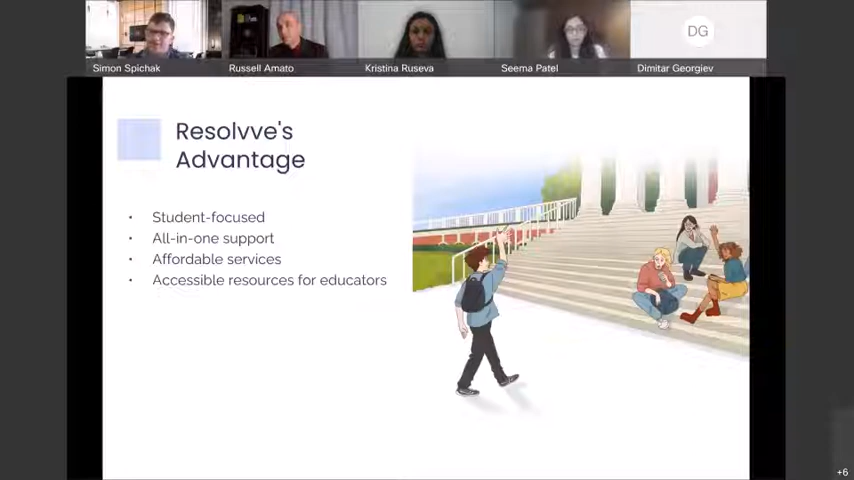 DG
Simon Spichak
Russell Amato
Kristina Ruseva
Seema Patel
Dimitar Georgiev
Resolvve's
Advantage
• Student-focused
• All-in-one support
• Affordable services
• Accessible resources for educators
+6